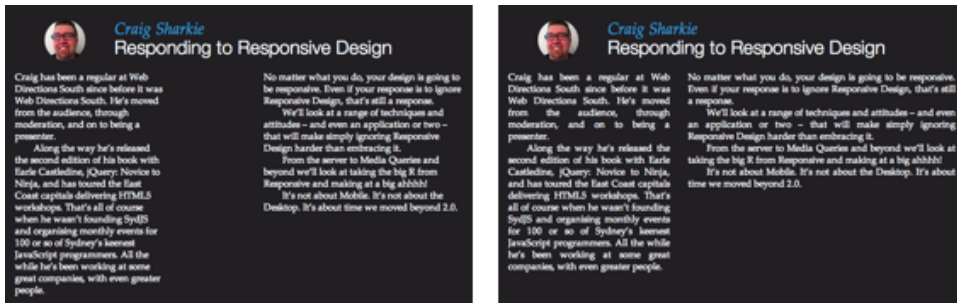 Craig Sharkie
Responding to Responsive Design
Craig has been a regular at Web
Directions South since before it was
Web Directions South. He's moved
from the audience, through
moderation, and on to being a
presenter.
Along the way he's released
the second edition of his book with
Earle Castledine, jQuery: Novice to
Ninja, and has toured the East
Coast capitals delivering HTML5
workshops. That's all of course
when he wasn't founding SydJS
and organising monthly events for
100 or so of Sydney's keenest
JavaScript programmers. All the
while he's been working at some
great companies, with even greater
people.
No matter what you do, your design is going to
be responsive. Even if your response is to ignore
Responsive Design, that's still a response.
We'll look at a range of techniques and
attitudes – and even an application or two –
that will make simply ignoring Responsive
Design harder than embracing it.
From the server to Media Queries and
beyond we'll look at taking the big R from
Responsive and making at a big ahhhh!
It's not about Mobile. It's not about the
Desktop. It's about time we moved beyond 2.0.
Craig Sharkie
Responding to Responsive Design
Craig has been a regular at Web
Directions South since before it was
Web Directions South. He's moved
from the audience, through
moderation, and on to being a
presenter.
Along the way he's released the
second edition of his book with Earle
Castledine, jQuery: Novice to Ninja,
and has toured the East Coast capitals
delivering HTML5 workshops. That's
all of course when he wasn't founding
SydJS and organising monthly events
for 100 or so of Sydney's keenest
JavaScript programmers. All the while
he's been working at some great
companies, with even greater people.
No matter what you do, your design is going to be responsive.
Even if your response is to ignore Responsive Design, that's still
a response.
We'll look at a range of techniques and attitudes – and even
an application or two – that will make simply ignoring
Responsive Design harder than embracing it.
From the server to Media Queries and beyond we'll look at
taking the big R from Responsive and making at a big ahhhh!
It's not about Mobile. It's not about the Desktop. It's about
time we moved beyond 2.0.